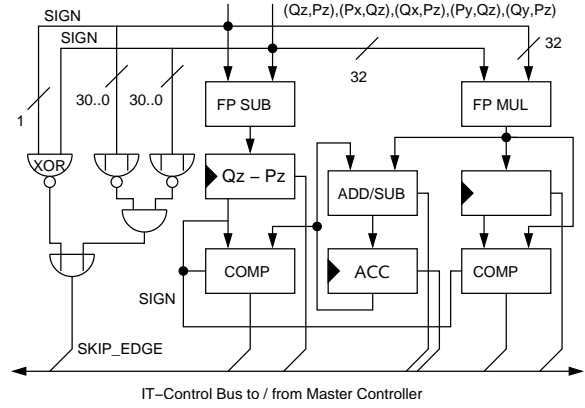 (Qz,Pz),(Px,Qz),(Qx,Pz),(Py,Qz),(Qy,Pz)
SIGN
SIGN
32
32
1
30..0
30..0
FP SUB
FP MUL
XOR
Qz − Pz
ADD/SUB
COMP
ACC
COMP
SIGN
SKIP_EDGE
IT−Control Bus to / from Master Controller